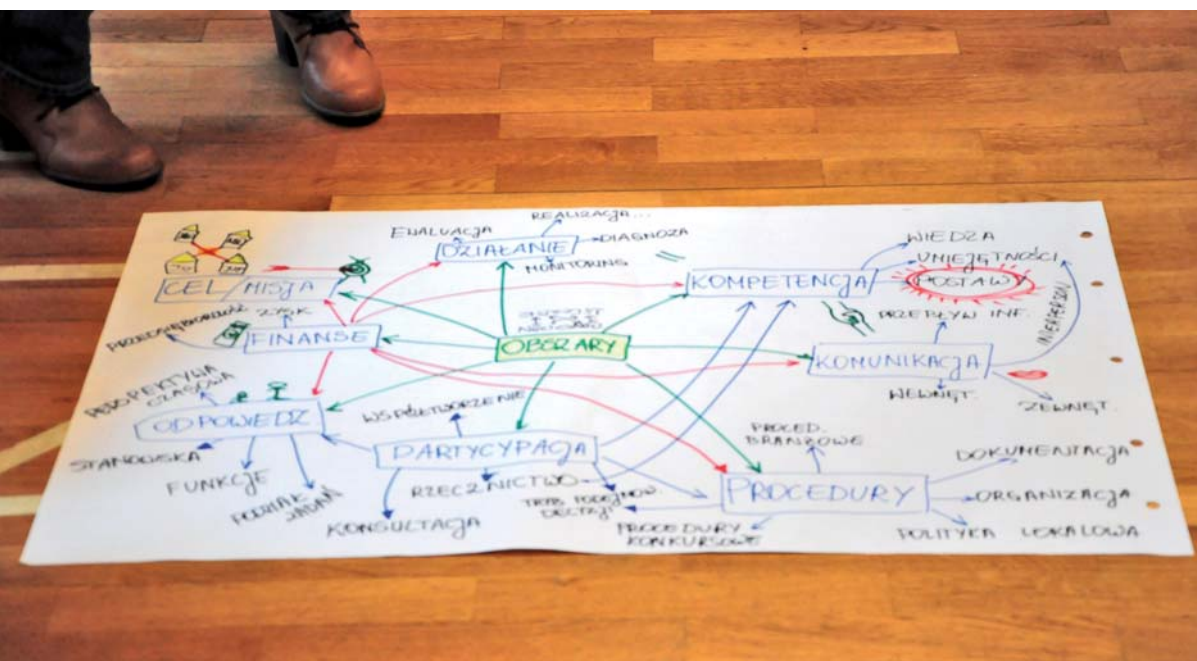 REALIZACJA...
EWALUACJA
DZIAŁANIE
DIAGNOZA
MONITORING
WIEDZA
UMIEJĘTNOŚCI
POSTAWY
KOMPETENCJA
CEL/MISJA
ZYSK
FINANSE
OBSZARY
PRZEPŁYW INF.
KOMUNIKACJA
WEWNĘT.
ZEWNĘT.
PERSPEKTYWA
CZASOWA
ODPOWIEDZ.
STANOWISKA
FUNKCJE
PODZIAŁ
ZADAŃ
WSPÓŁTWORZENIE
PARTYCYPACJA
RZECZNICTWO
KONSULTACJA
TRYB PODEJMOW.
DECYZJI
PROCED.
BRANŻOWE
PROCEDURY
DOKUMENTACJA
ORGANIZACJA
POLITYKA LOKALOWA
PROCEDURY
KONKURSOWE